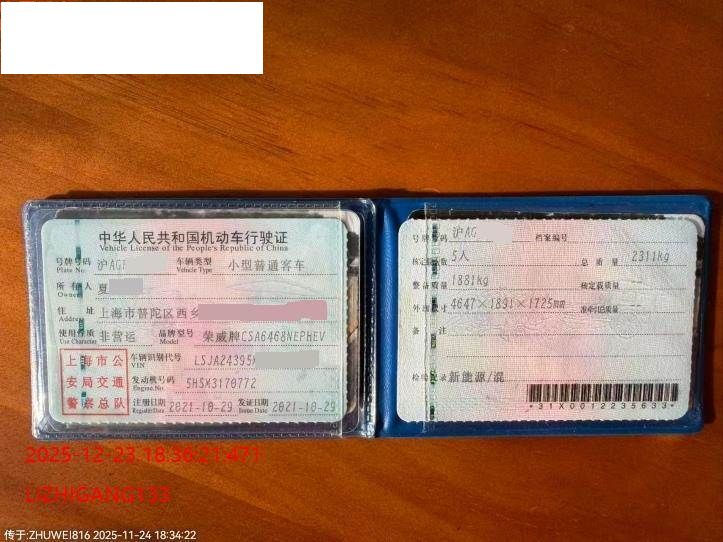 中华人民共和国机动车行驶证
Vehicle License of the People's Republic of China
号牌号码 沪AG 车辆类型 小型普通客车
Plate No. Vehicle Type
所有人 夏
Owner
住址 上海市普陀区西乡
Address
使用性质 非营运 品牌型号 荣威牌CSA6468NEPHEV
Use Character Model
上海市公
安局交通
警察总队
车辆识别代号 LSJA24395
VIN
发动机号码 5HSM3170772
Engine No.
注册日期 2021-10-29 发证日期 2021-10-29
Register Date Issue Date
号牌号码 沪AG 档案编号
核定载人数 5人 总质量 2311kg
整备质量 1881kg 核定载质量 --
外廓尺寸 4647×1891×1725mm 准牵引总质量 --
备注
检验记录 新能源/混
*31X0012235633*
2025-12-23 18:36:21:471
LIZHIGANG133
传于:ZHUWEI816 2025-11-24 18:34:22